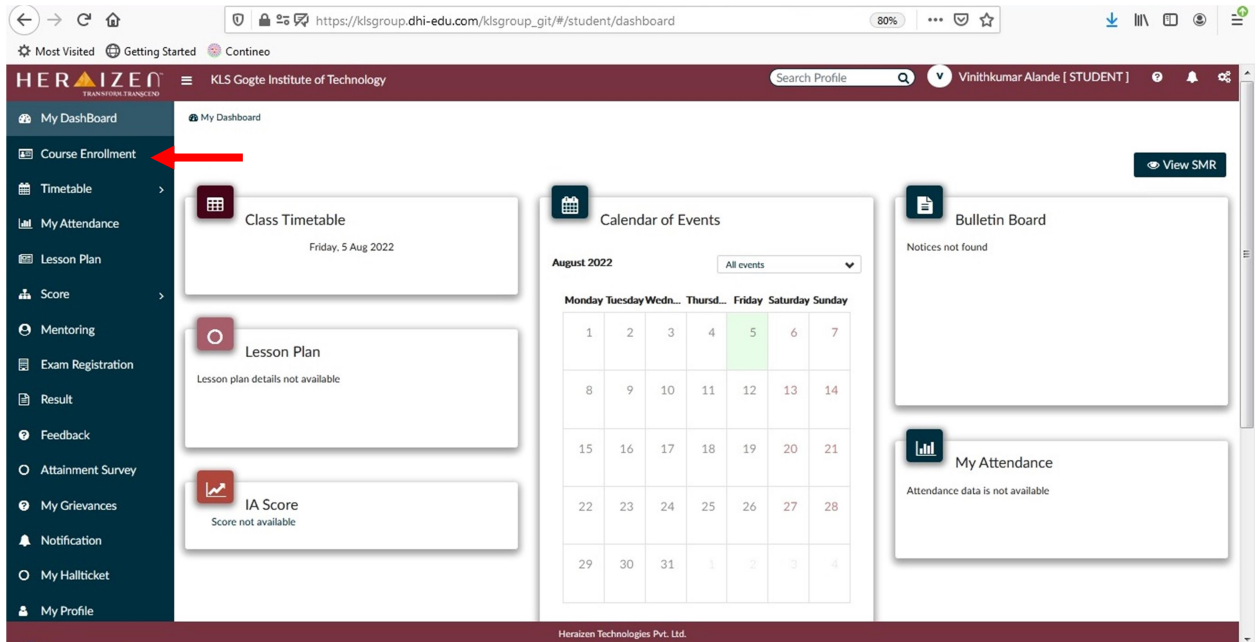 https://klsgroup.dhi-edu.com/klsgroup_git/#/student/dashboard
80%
Most Visited Getting Started Contineo
HERAIZEN
TRANSFORM.TRANSCEND
KLS Gogte Institute of Technology
Search Profile
V
Vinithkumar Alande [ STUDENT ]
My DashBoard
Course Enrollment
Timetable
My Attendance
Lesson Plan
Score
Mentoring
Exam Registration
Result
Feedback
Attainment Survey
My Grievances
Notification
My Hallticket
My Profile
My Dashboard
View SMR
Class Timetable
Friday, 5 Aug 2022
Lesson Plan
Lesson plan details not available
IA Score
Score not available
Calendar of Events
August 2022
All events
Monday Tuesday Wedn... Thursd... Friday Saturday Sunday
1 2 3 4 5 6 7
8 9 10 11 12 13 14
15 16 17 18 19 20 21
22 23 24 25 26 27 28
29 30 31 1 2 3 4
Bulletin Board
Notices not found
My Attendance
Attendance data is not available
Heraizen Technologies Pvt. Ltd.